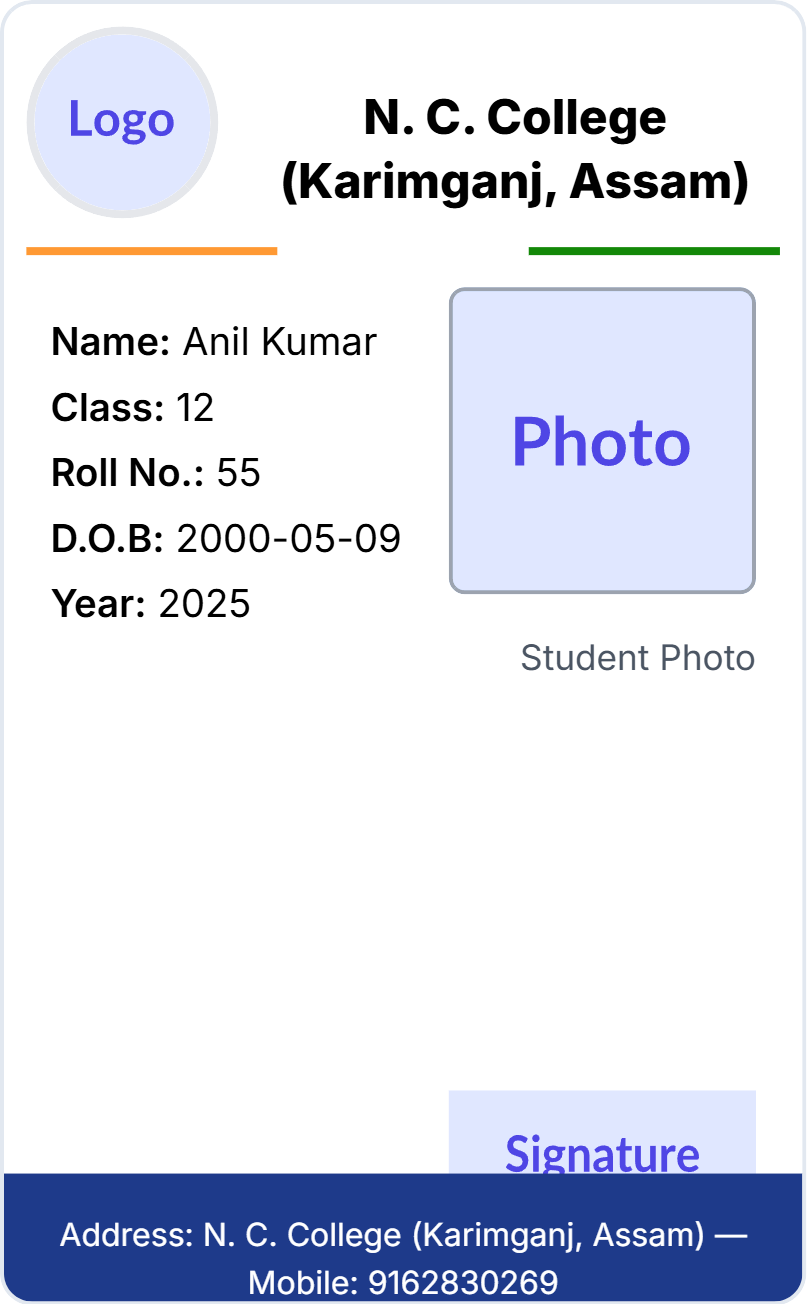 Logo
N. C. College
(Karimganj, Assam)
Name: Anil Kumar
Class: 12
Roll No.: 55
D.O.B: 2000-05-09
Year: 2025
Photo
Student Photo
Signature
Address: N. C. College (Karimganj, Assam) —
Mobile: 9162830269